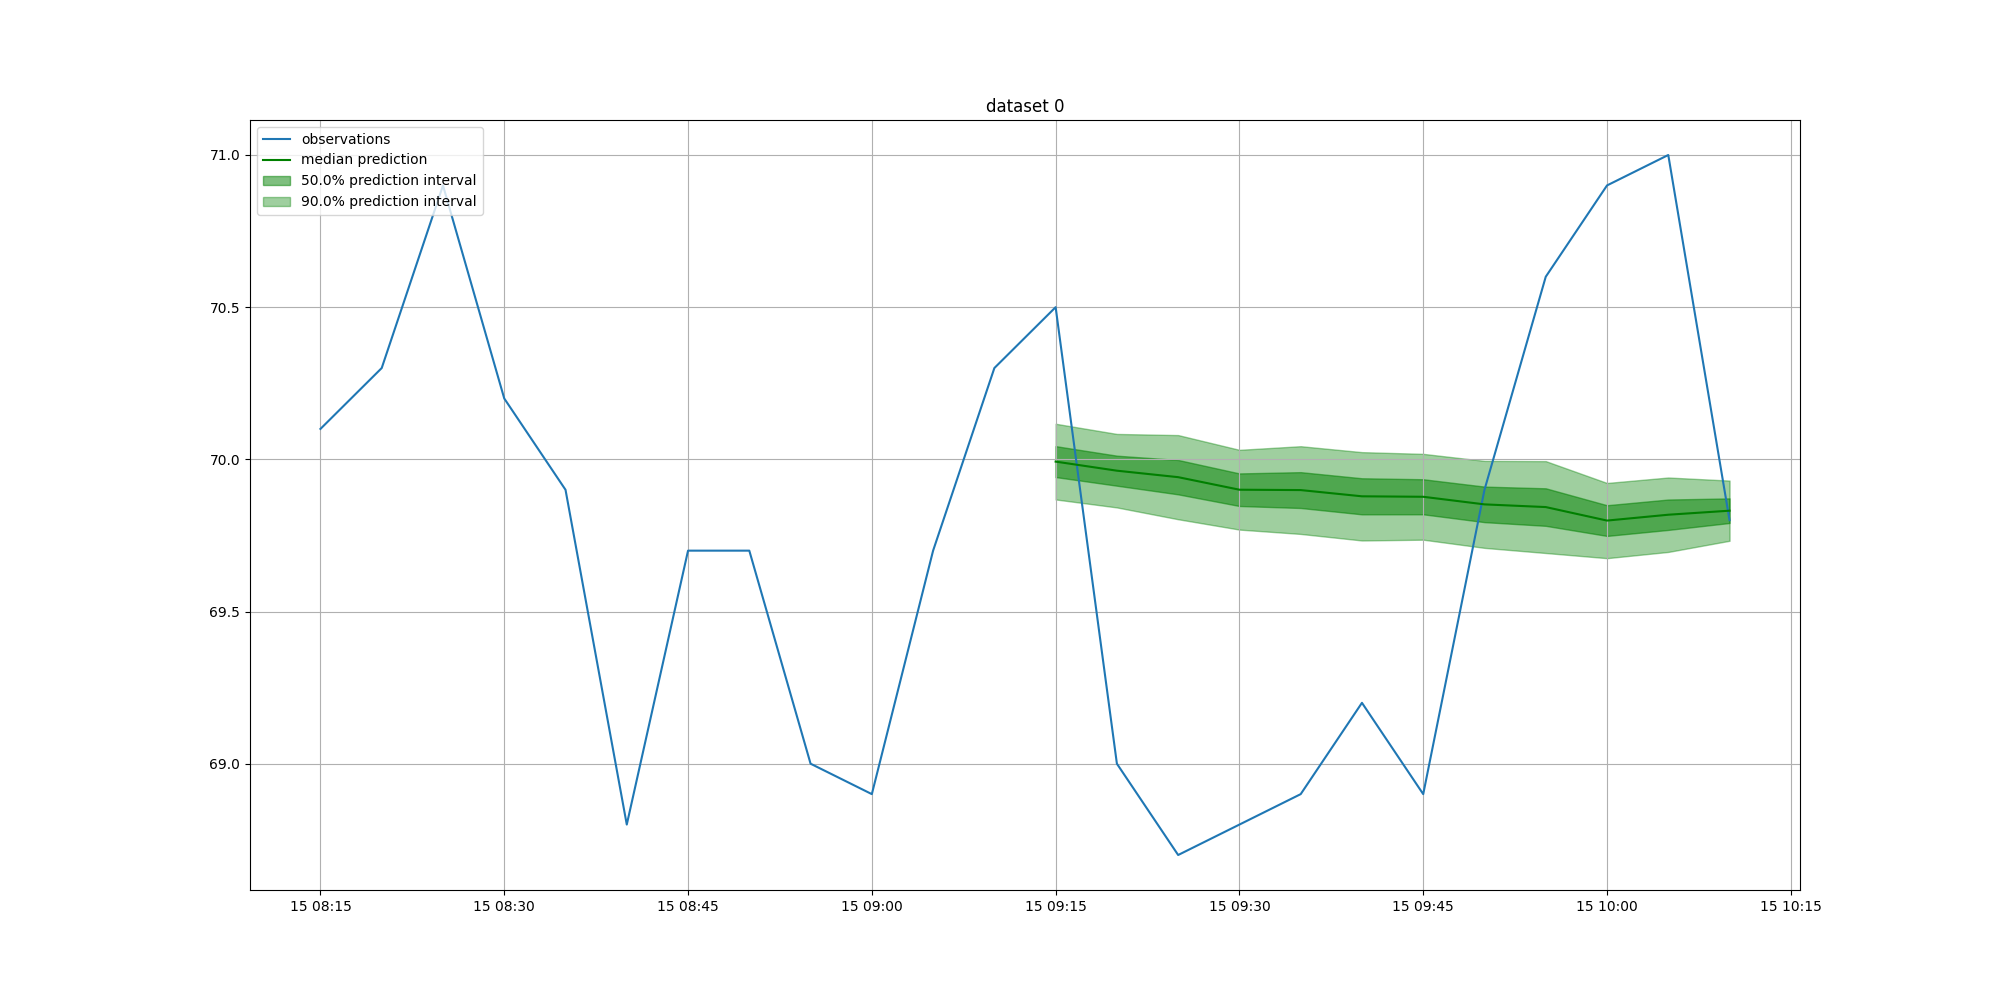 dataset 0
observations
median prediction
50.0% prediction interval
90.0% prediction interval
71.0
70.5
70.0
69.5
69.0
15 08:15 15 08:30 15 08:45 15 09:00 15 09:15 15 09:30 15 09:45 15 10:00 15 10:15